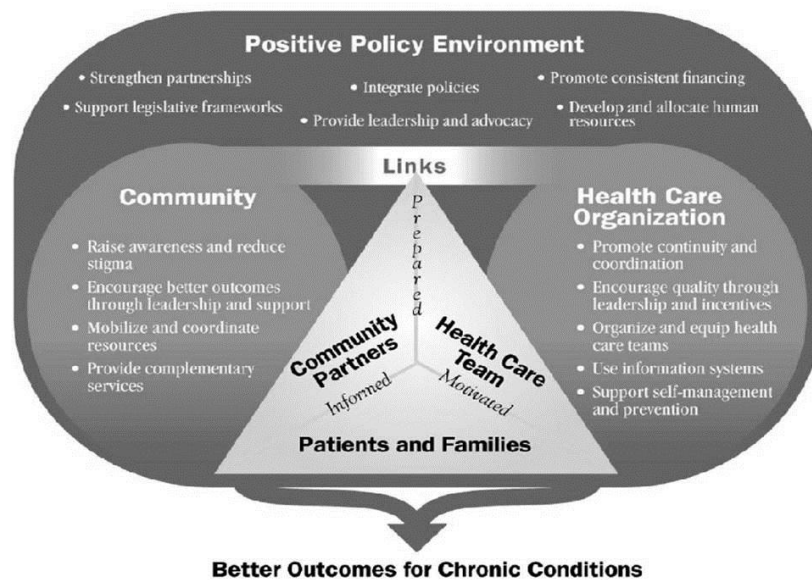 Positive Policy Environment
• Strengthen partnerships
• Support legislative frameworks
• Integrate policies
• Provide leadership and advocacy
• Promote consistent financing
• Develop and allocate human
resources
Links
Community
• Raise awareness and reduce
stigma
• Encourage better outcomes
through leadership and support
• Mobilize and coordinate
resources
• Provide complementary
services
Prepared
Community
Partners
Informed
Health Care
Team
Motivated
Patients and Families
Health Care
Organization
• Promote continuity and
coordination
• Encourage quality through
leadership and incentives
• Organize and equip health
care teams
• Use information systems
• Support self-management
and prevention
Better Outcomes for Chronic Conditions